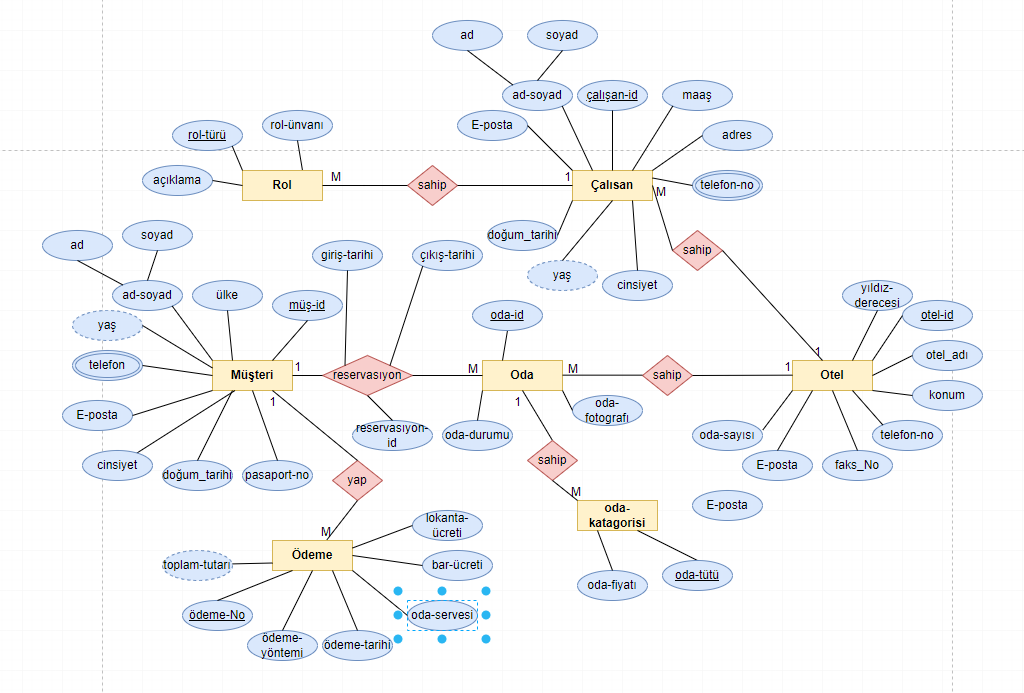 ad
soyad
ad-soyad
çalışan-id
maaş
E-posta
adres
rol-türü
rol-ünvanı
açıklama
Rol
M
sahip
1
Çalısan
telefon-no
M
doğum_tarihi
yaş
cinsiyet
sahip
ad
soyad
giriş-tarihi
çıkış-tarihi
ad-soyad
ülke
müş-id
yaş
oda-id
yıldız-
derecesi
otel-id
telefon
Müşteri
1
reservasıyon
M
Oda
M
sahip
1
1
Otel
otel_adı
konum
E-posta
1
reservasıyon-
id
oda-durumu
1
oda-
fotografı
oda-sayısı
telefon-no
cinsiyet
doğum_tarihi
pasaport-no
yap
sahip
E-posta
faks_No
M
oda-
katagorisi
E-posta
M
lokanta-
ücreti
Ödeme
toplam-tutarı
bar-ücreti
oda-fiyatı
oda-tütü
ödeme-No
oda-servesi
ödeme-
yöntemi
ödeme-tarihi